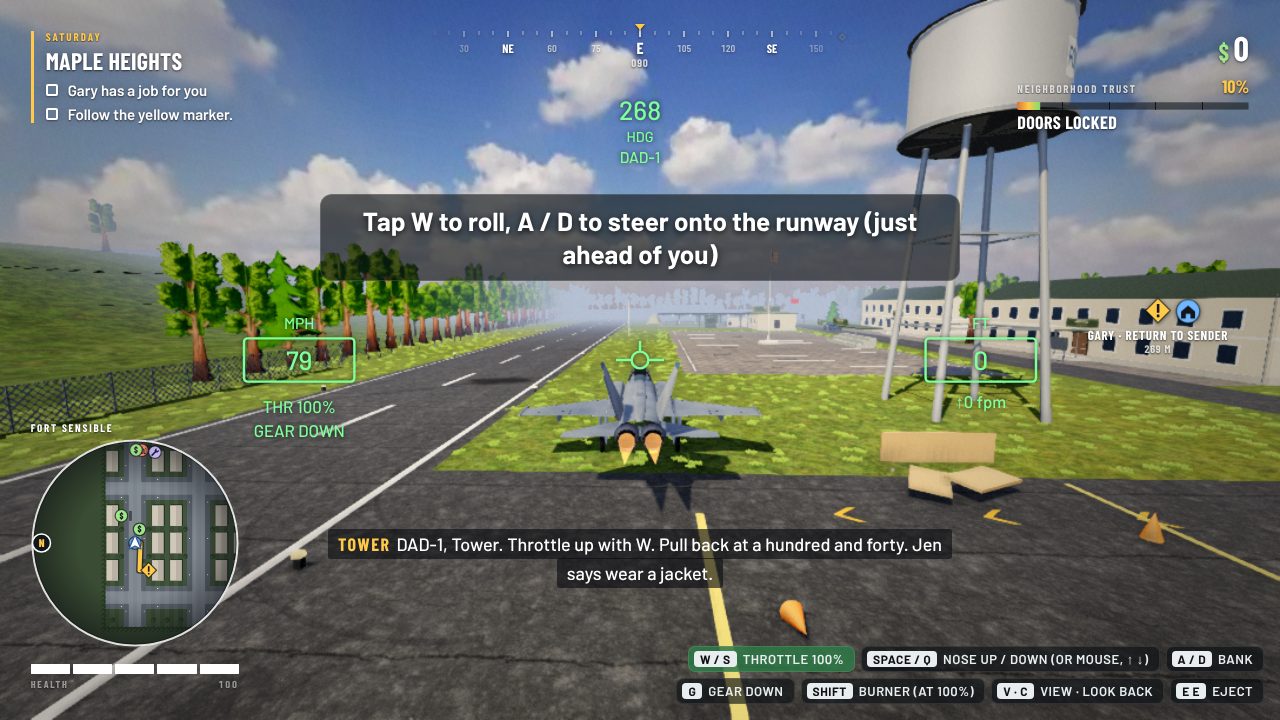 SATURDAY
MAPLE HEIGHTS
Gary has a job for you
Follow the yellow marker.
30 NE 60 75 E 105 120 SE 150
090
268
HDG
DAD-1
$ 0
NEIGHBORHOOD TRUST 10%
DOORS LOCKED
Tap W to roll, A / D to steer onto the runway (just
ahead of you)
MPH
79
THR 100%
GEAR DOWN
FT
0
↑0 fpm
GARY · RETURN TO SENDER
269 M
FORT SENSIBLE
N
TOWER DAD-1, Tower. Throttle up with W. Pull back at a hundred and forty. Jen
says wear a jacket.
HEALTH 100
W / S THROTTLE 100% SPACE / Q NOSE UP / DOWN (OR MOUSE, ↑ ↓) A / D BANK
G GEAR DOWN SHIFT BURNER (AT 100%) V · C VIEW · LOOK BACK E E EJECT